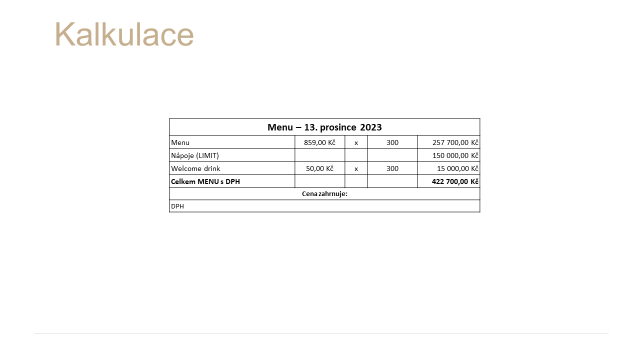 Kalkulace
Menu – 13. prosince 2023
Menu 859,00 Kč x 300 257 700,00 Kč
Nápoje (LIMIT) 150 000,00 Kč
Welcome drink 50,00 Kč x 300 15 000,00 Kč
Celkem MENU s DPH 422 700,00 Kč
Cena zahrnuje:
DPH